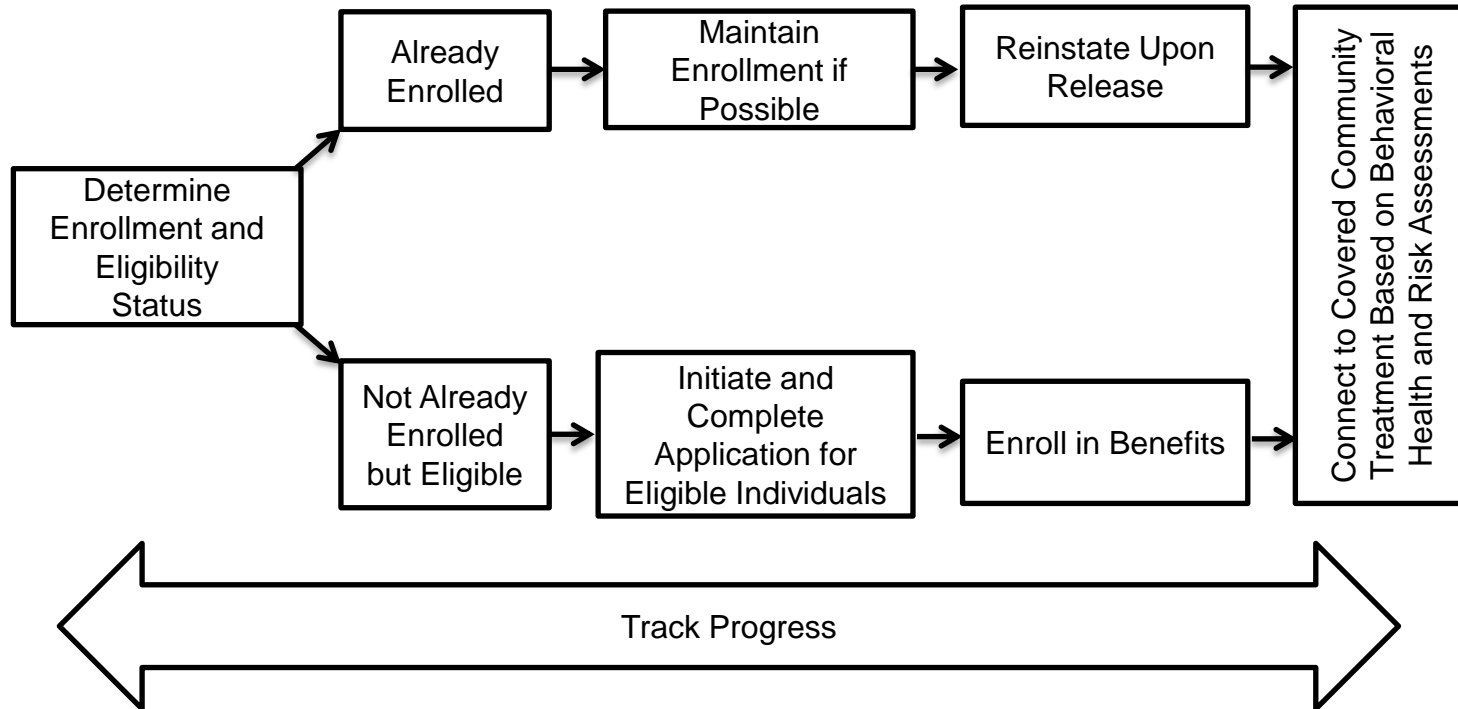 Determine
Enrollment and
Eligibility
Status
Already
Enrolled
Maintain
Enrollment if
Possible
Reinstate Upon
Release
Not Already
Enrolled
but Eligible
Initiate and
Complete
Application for
Eligible Individuals
Enroll in Benefits
Connect to Covered Community
Treatment Based on Behavioral
Health and Risk Assessments
Track Progress